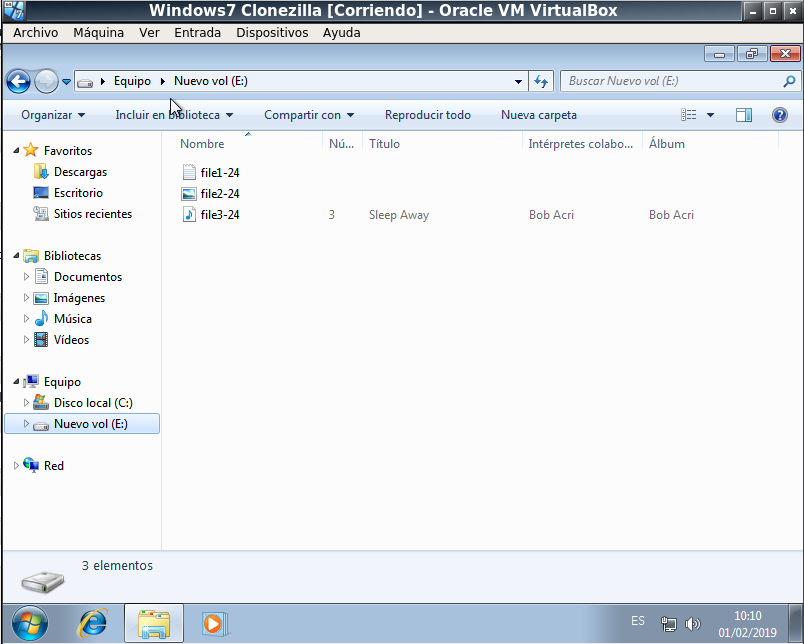 Windows7 Clonezilla [Corriendo] - Oracle VM VirtualBox
Archivo Máquina Ver Entrada Dispositivos Ayuda
Equipo Nuevo vol (E:) Buscar Nuevo vol (E:)
Organizar Incluir en biblioteca Compartir con Reproducir todo Nueva carpeta
Nombre Nú... Título Intérpretes colabo... Álbum
Favoritos
Descargas
Escritorio
Sitios recientes
Bibliotecas
Documentos
Imágenes
Música
Vídeos
Equipo
Disco local (C:)
Nuevo vol (E:)
Red
file1-24
file2-24
file3-24 3 Sleep Away Bob Acri Bob Acri
3 elementos
ES
10:10
01/02/2019